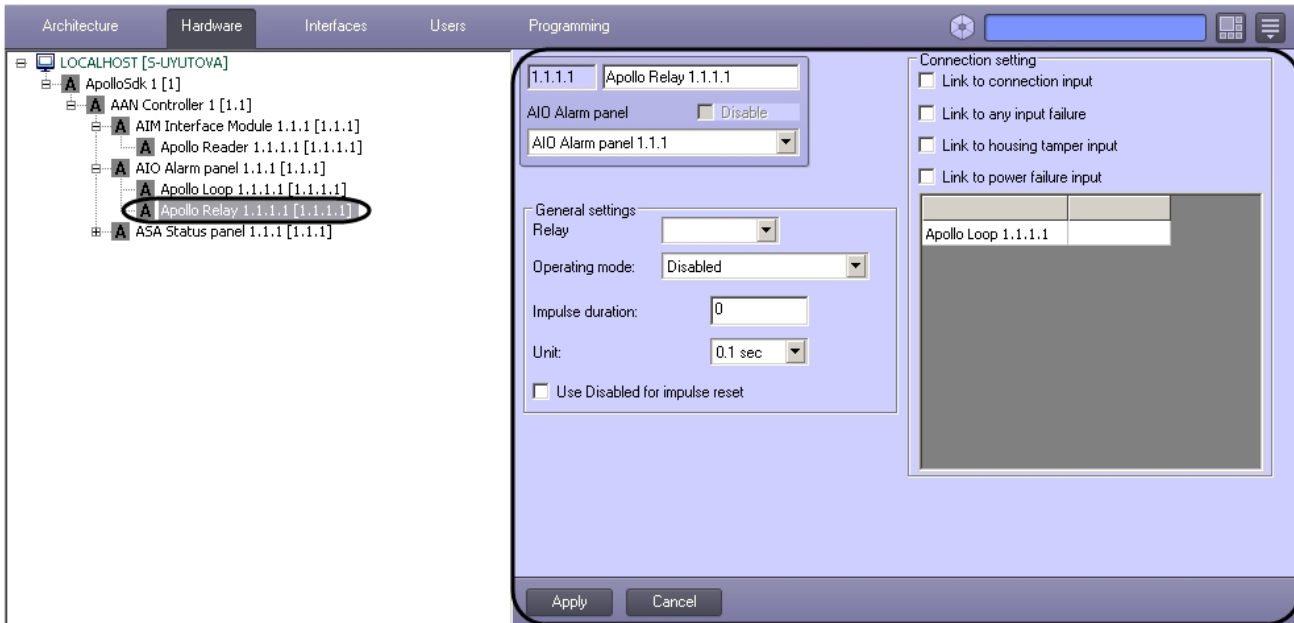 Architecture Hardware Interfaces Users Programming
LOCALHOST [S-UYUTOVA]
A ApolloSdk 1 [1]
A AAN Controller 1 [1.1]
A AIM Interface Module 1.1.1 [1.1.1]
A Apollo Reader 1.1.1.1 [1.1.1.1]
A AIO Alarm panel 1.1.1 [1.1.1]
A Apollo Loop 1.1.1.1 [1.1.1.1]
A Apollo Relay 1.1.1.1 [1.1.1.1]
A ASA Status panel 1.1.1 [1.1.1]
1.1.1.1 Apollo Relay 1.1.1.1
AIO Alarm panel Disable
AIO Alarm panel 1.1.1
General settings
Relay
Operating mode: Disabled
Impulse duration: 0
Unit: 0.1 sec
Use Disabled for impulse reset
Connection setting
Link to connection input
Link to any input failure
Link to housing tamper input
Link to power failure input
Apollo Loop 1.1.1.1
Apply Cancel